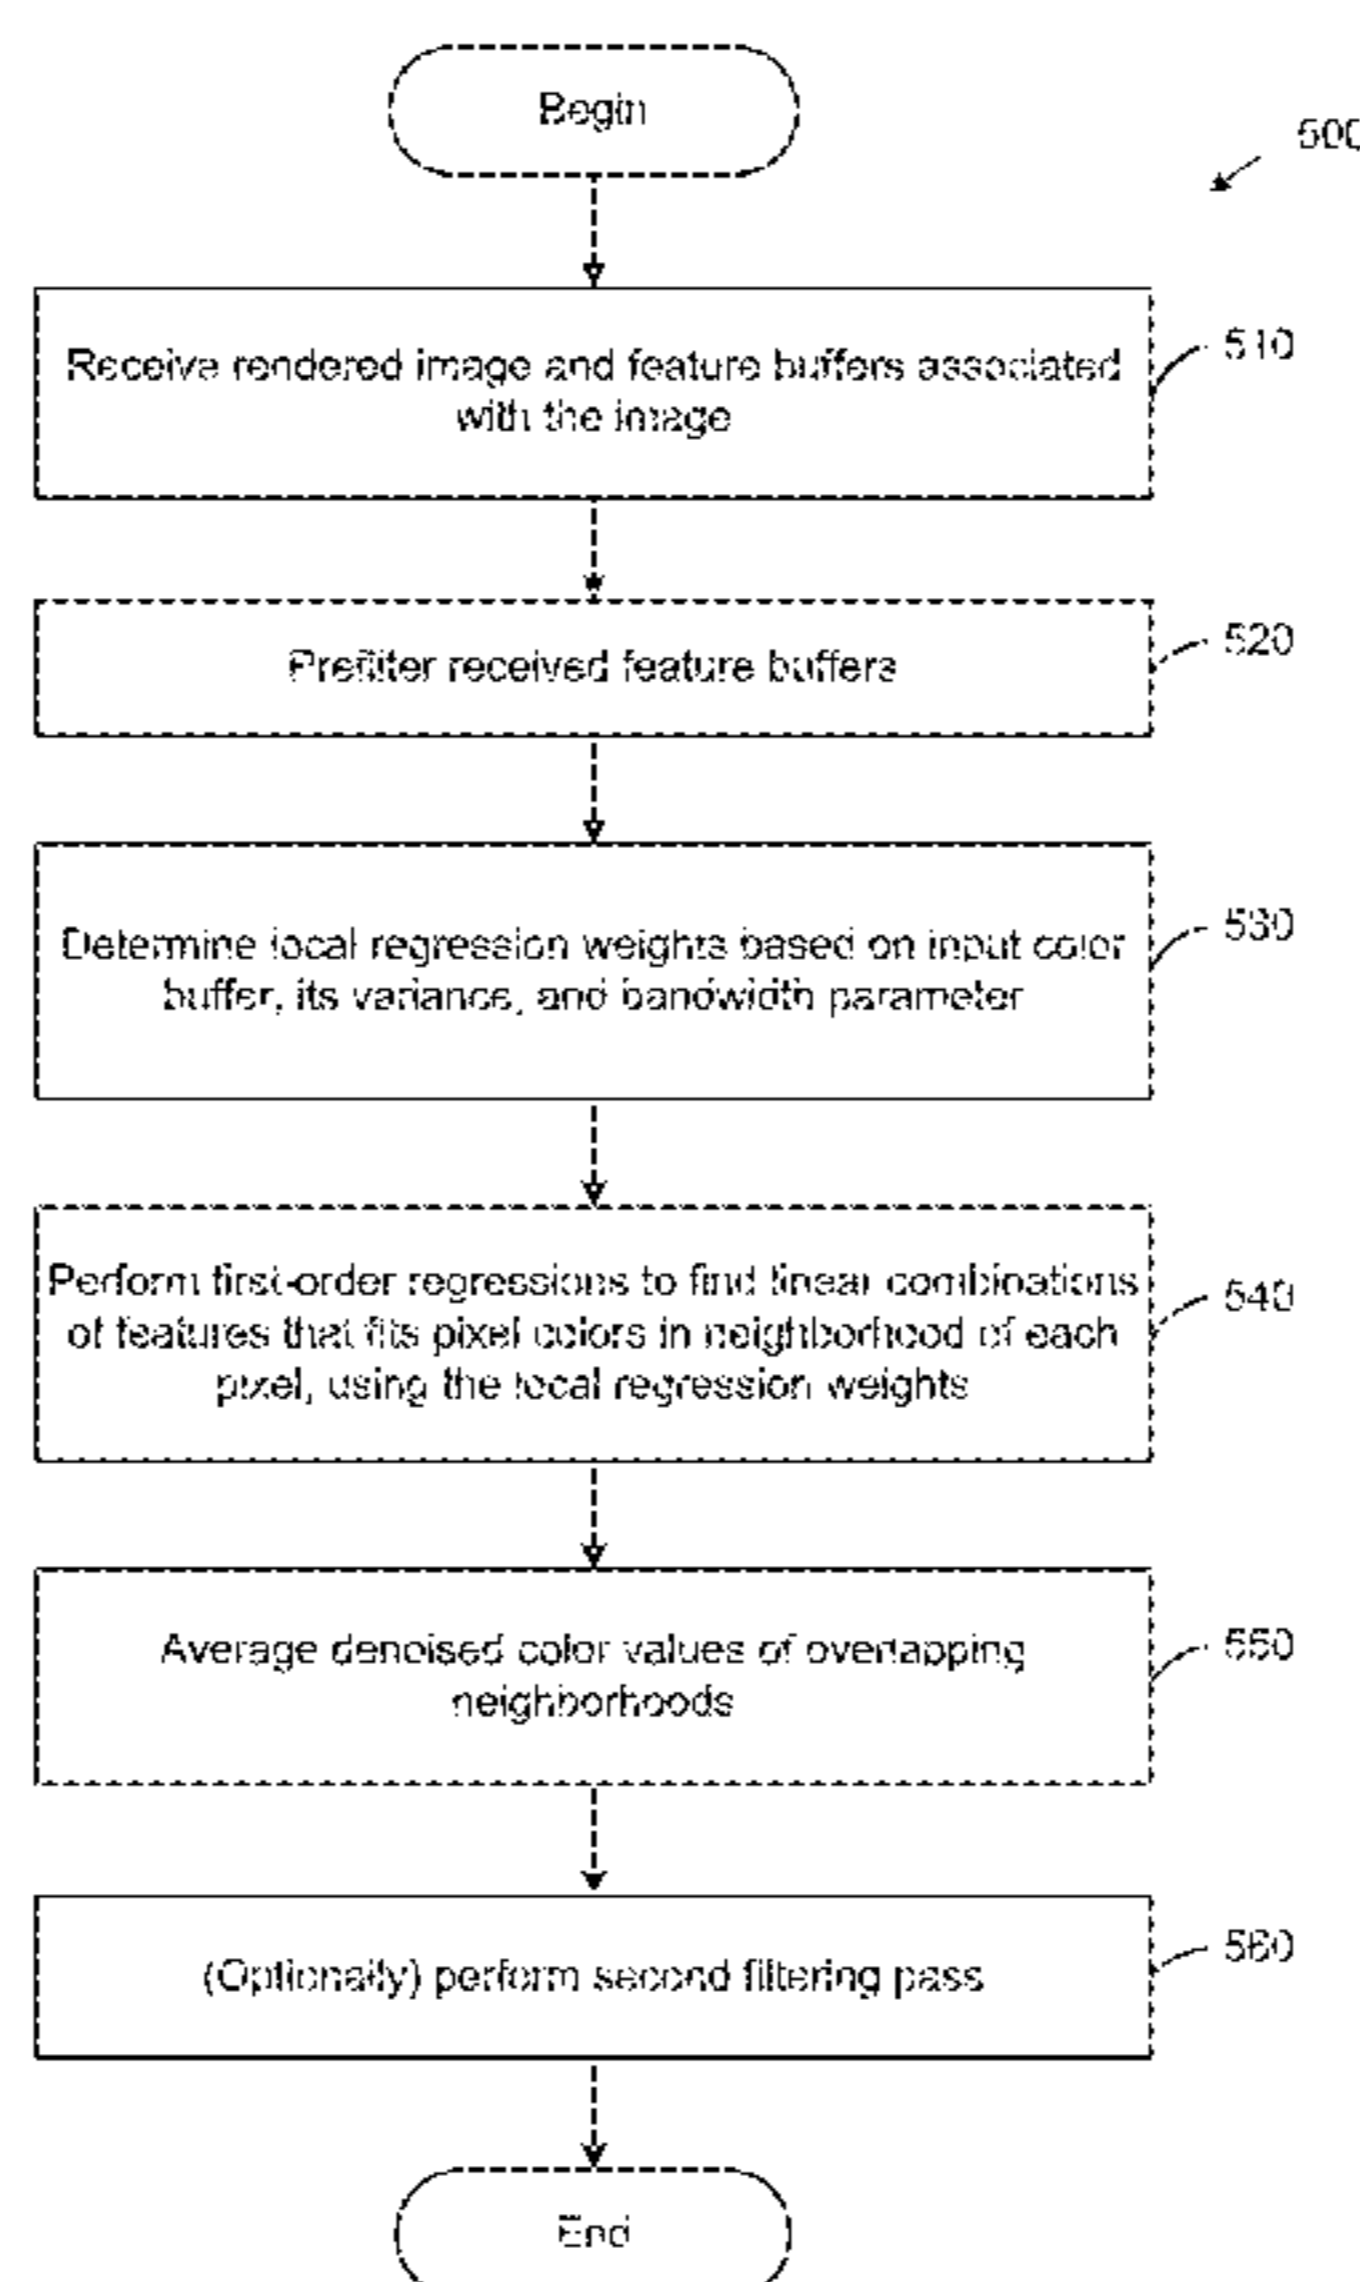 Begin
500
Receive rendered image and feature buffers associated
with the image
510
Prefilter received feature buffers
520
Determine local regression weights based on input color
buffer, its variance, and bandwidth parameter
530
Perform first-order regressions to find linear combinations
of features that fits pixel colors in neighborhood of each
pixel, using the local regression weights
540
Average denoised color values of overlapping
neighborhoods
550
(Optionally) perform second filtering pass
560
End